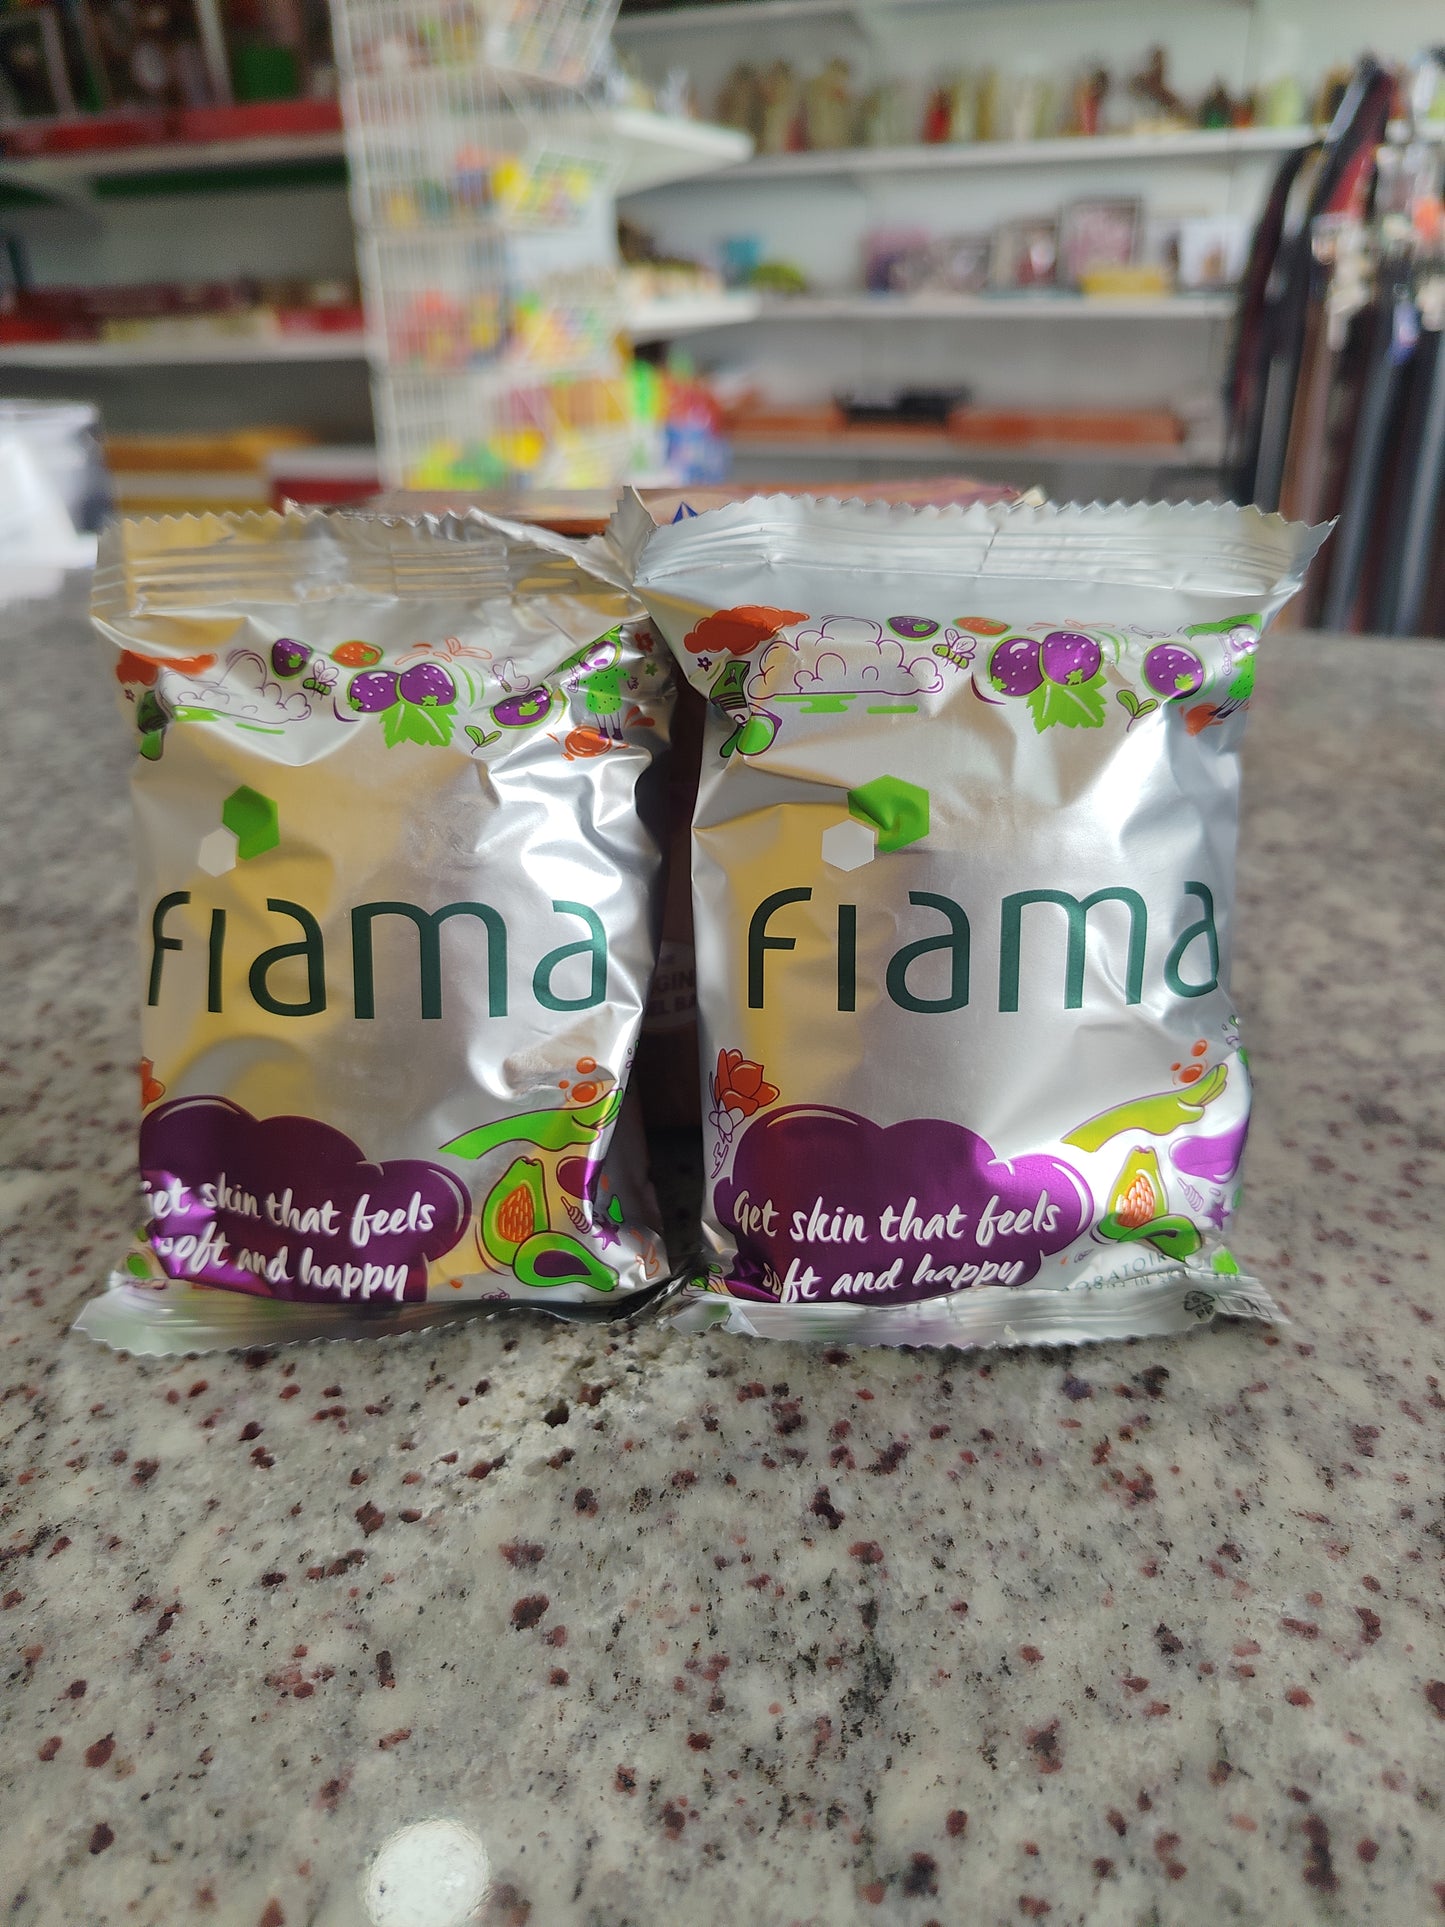 fiama
Get skin that feels
soft and happy
fiama
Get skin that feels
soft and happy